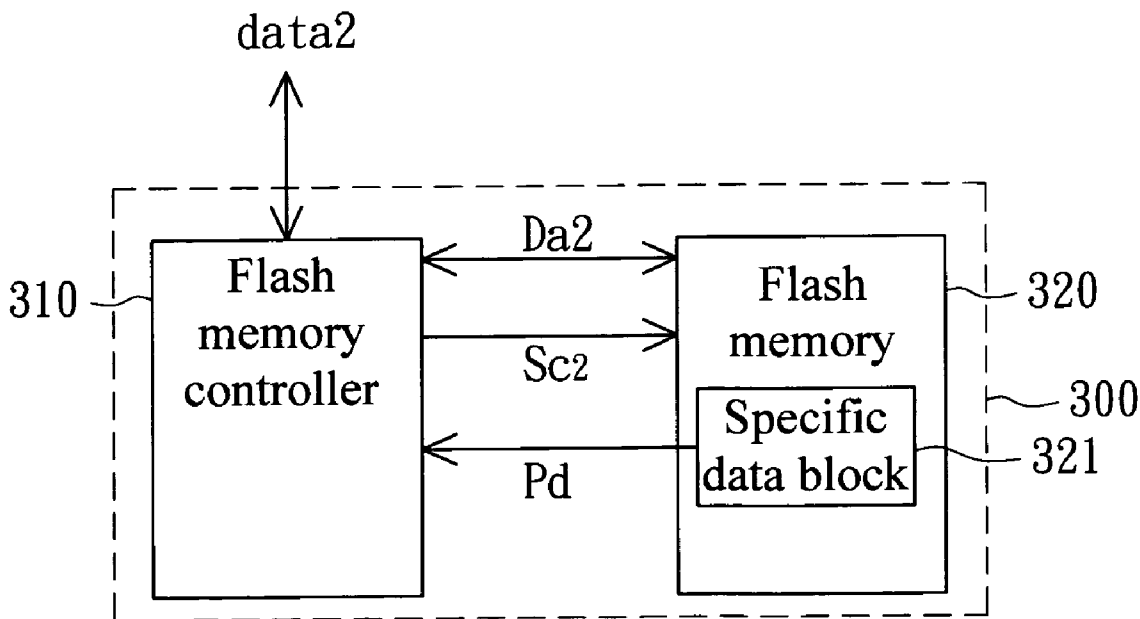 data2
Da2
Flash
memory
controller
Flash
memory
310
320
Sc2
300
Specific
data block
321
Pd